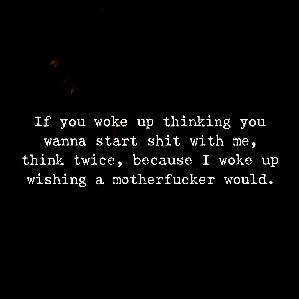 If you woke up thinking you
wanna start shit with me,
think twice, because I woke up
wishing a motherfucker would.